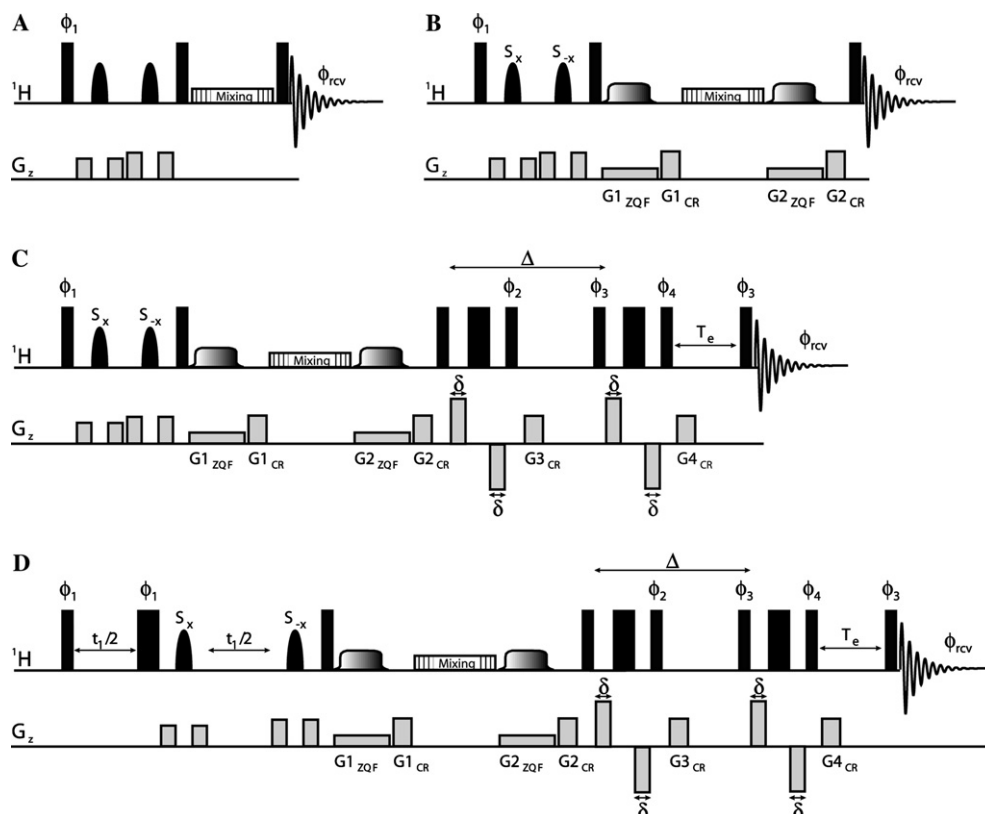 A
B
ϕ1
ϕ1
Sx
S-x
ϕrcv
ϕrcv
1H
Mixing
1H
Mixing
Gz
Gz
G1ZQF
G1CR
G2ZQF
G2CR
C
Δ
ϕ1
ϕ2
ϕ3
ϕ4
ϕ3
Sx
S-x
Te
ϕrcv
1H
Mixing
δ
δ
Gz
G1ZQF
G1CR
G2ZQF
G2CR
G3CR
G4CR
δ
δ
D
Δ
ϕ1
ϕ1
ϕ2
ϕ3
ϕ4
ϕ3
t1/2
Sx
t1/2
S-x
Te
ϕrcv
1H
Mixing
δ
δ
Gz
G1ZQF
G1CR
G2ZQF
G2CR
G3CR
G4CR
δ
δ